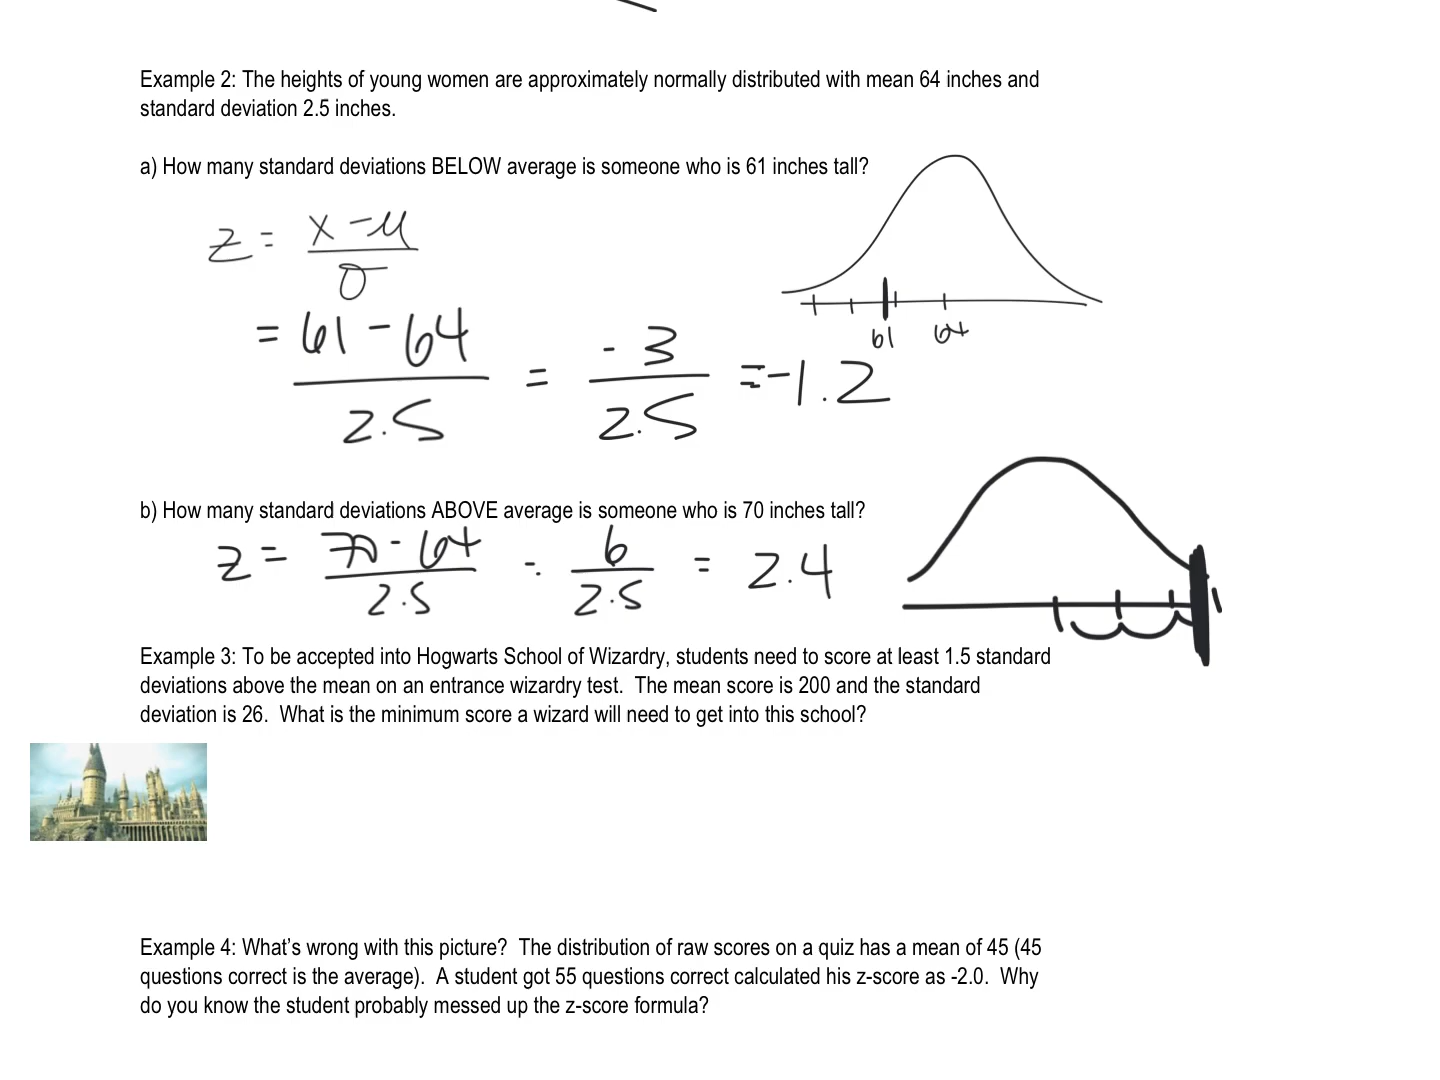 Example 2: The heights of young women are approximately normally distributed with mean 64 inches and
standard deviation 2.5 inches.
a) How many standard deviations BELOW average is someone who is 61 inches tall?
z = x - μ
σ
= 61 - 64
2.5
= - 3
2.5
= -1.2
61 64
b) How many standard deviations ABOVE average is someone who is 70 inches tall?
z = 70 - 64
2.5
= 6
2.5
= 2.4
Example 3: To be accepted into Hogwarts School of Wizardry, students need to score at least 1.5 standard
deviations above the mean on an entrance wizardry test. The mean score is 200 and the standard
deviation is 26. What is the minimum score a wizard will need to get into this school?
Example 4: What's wrong with this picture? The distribution of raw scores on a quiz has a mean of 45 (45
questions correct is the average). A student got 55 questions correct calculated his z-score as -2.0. Why
do you know the student probably messed up the z-score formula?